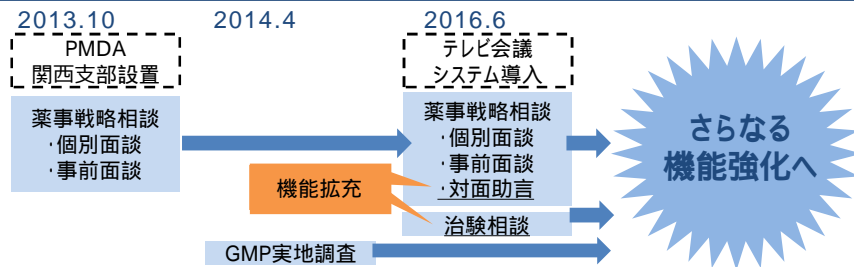 2013.10
2014.4
2016.6
PMDA
関西支部設置
テレビ会議
システム導入
薬事戦略相談
・個別面談
・事前面談
薬事戦略相談
・個別面談
・事前面談
・対面助言
機能拡充
治験相談
GMP実地調査
さらなる
機能強化へ